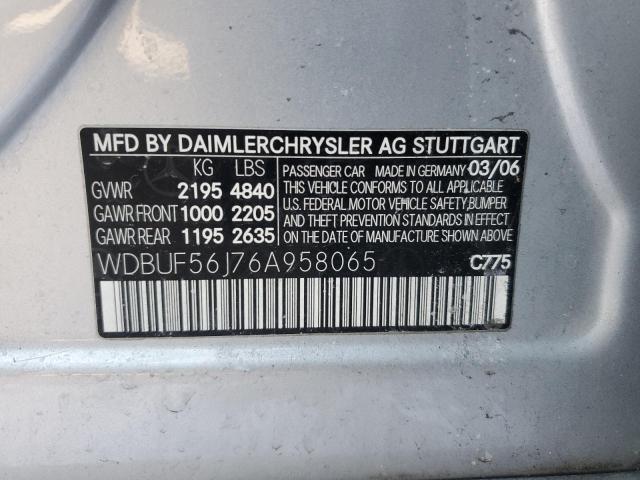 MFD BY DAIMLERCHRYSLER AG STUTTGART
KG LBS
GVWR 2195 4840
GAWR FRONT 1000 2205
GAWR REAR 1195 2635
PASSENGER CAR MADE IN GERMANY 03/06
THIS VEHICLE CONFORMS TO ALL APPLICABLE
U.S. FEDERAL MOTOR VEHICLE SAFETY,BUMPER
AND THEFT PREVENTION STANDARDS IN EFFECT
ON THE DATE OF MANUFACTURE SHOWN ABOVE.
WDBUF56J76A958065 C775